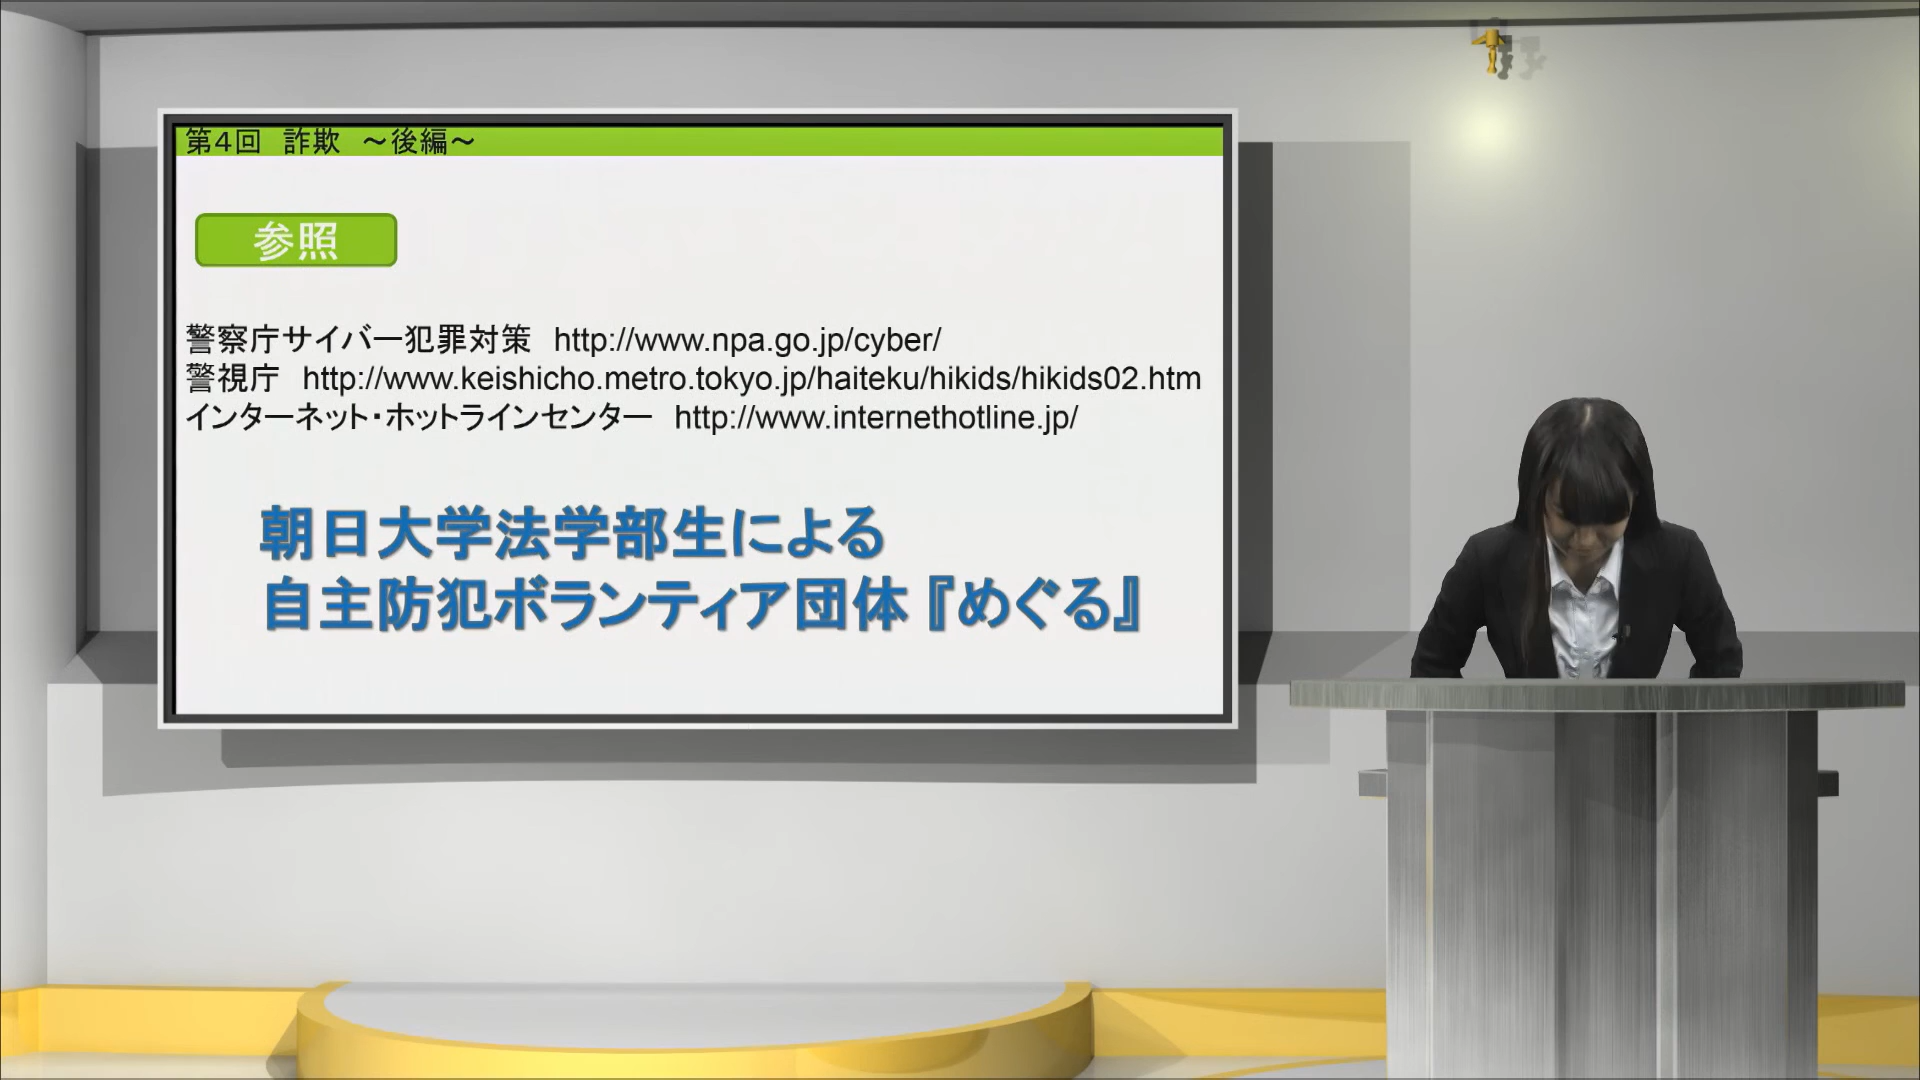 第4回　詐欺　～後編～
参照
警察庁サイバー犯罪対策　http://www.npa.go.jp/cyber/
警視庁　http://www.keishicho.metro.tokyo.jp/haiteku/hikids/hikids02.htm
インターネット・ホットラインセンター　http://www.internethotline.jp/
朝日大学法学部生による
自主防犯ボランティア団体『めぐる』